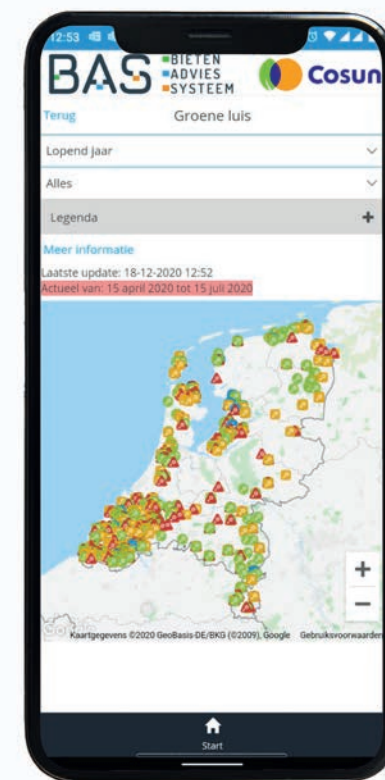 12:53
BAS
BIETEN
ADVIES
SYSTEEM
Cosun
Terug
Groene luis
Lopend jaar
Alles
Legenda
Meer informatie
Laatste update: 18-12-2020 12:52
Actueel van: 15 april 2020 tot 15 juli 2020
+
−
Kaartgegevens ©2020 GeoBasis-DE/BKG (©2009), Google Gebruiksvoorwaarden
Start